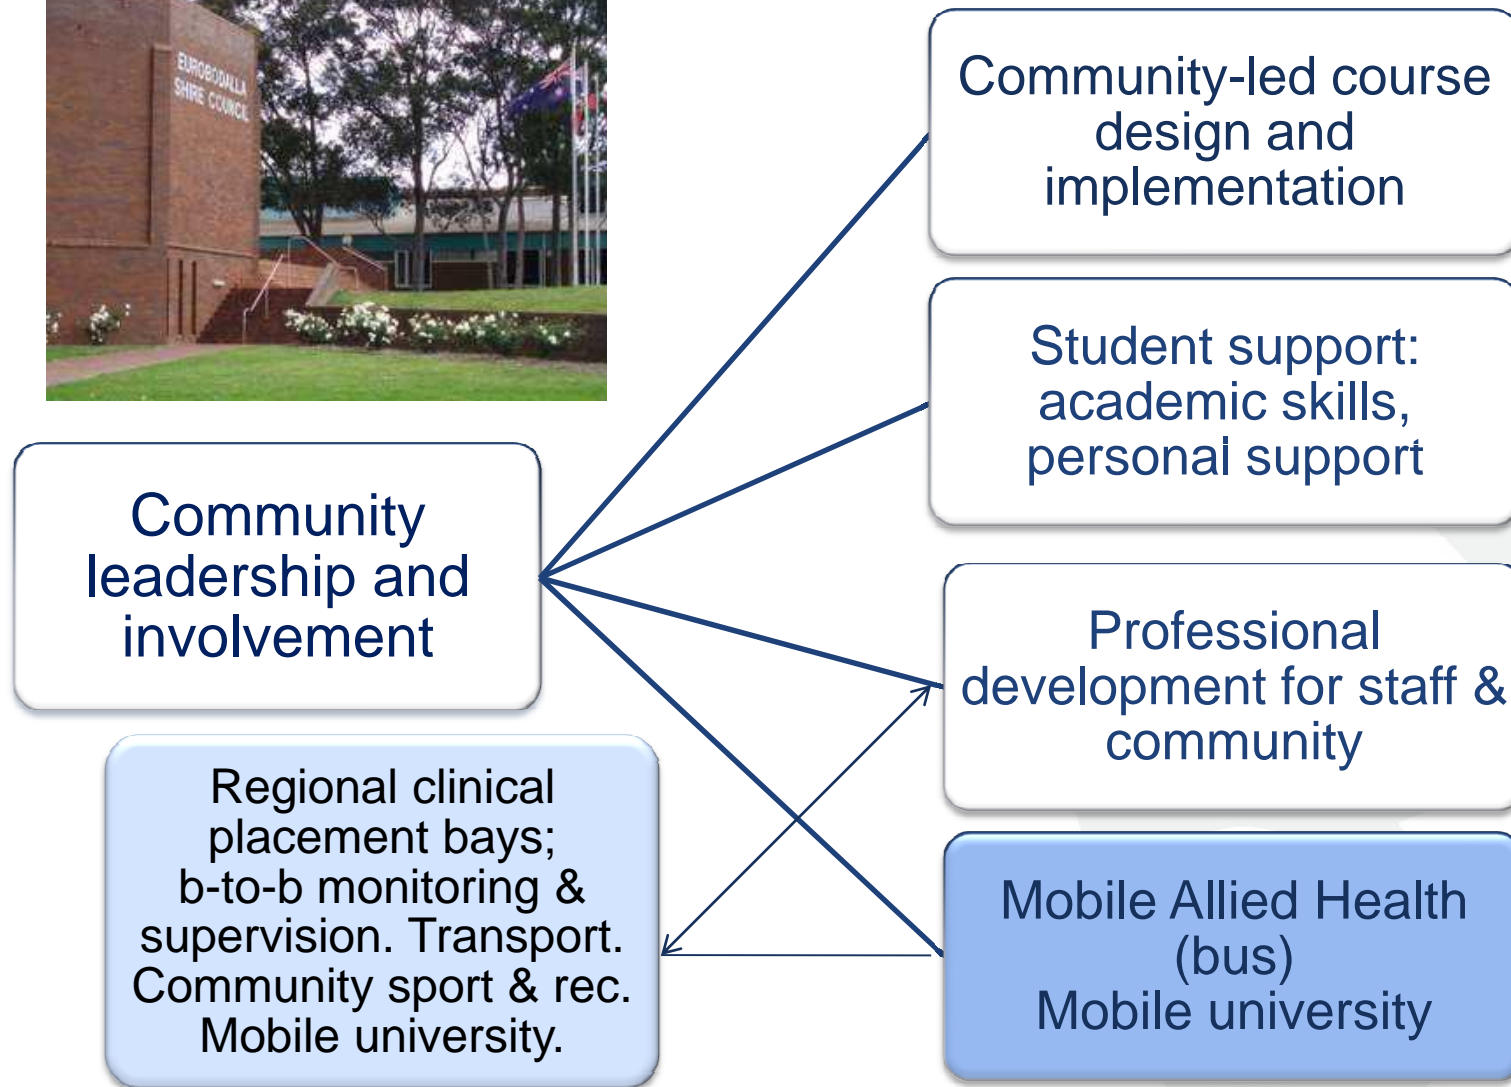 EUROBODALLA
SHIRE COUNCIL
Community-led course
design and
implementation
Student support:
academic skills,
personal support
Community
leadership and
involvement
Professional
development for staff &
community
Regional clinical
placement bays;
b-to-b monitoring &
supervision. Transport.
Community sport & rec.
Mobile university.
Mobile Allied Health
(bus)
Mobile university